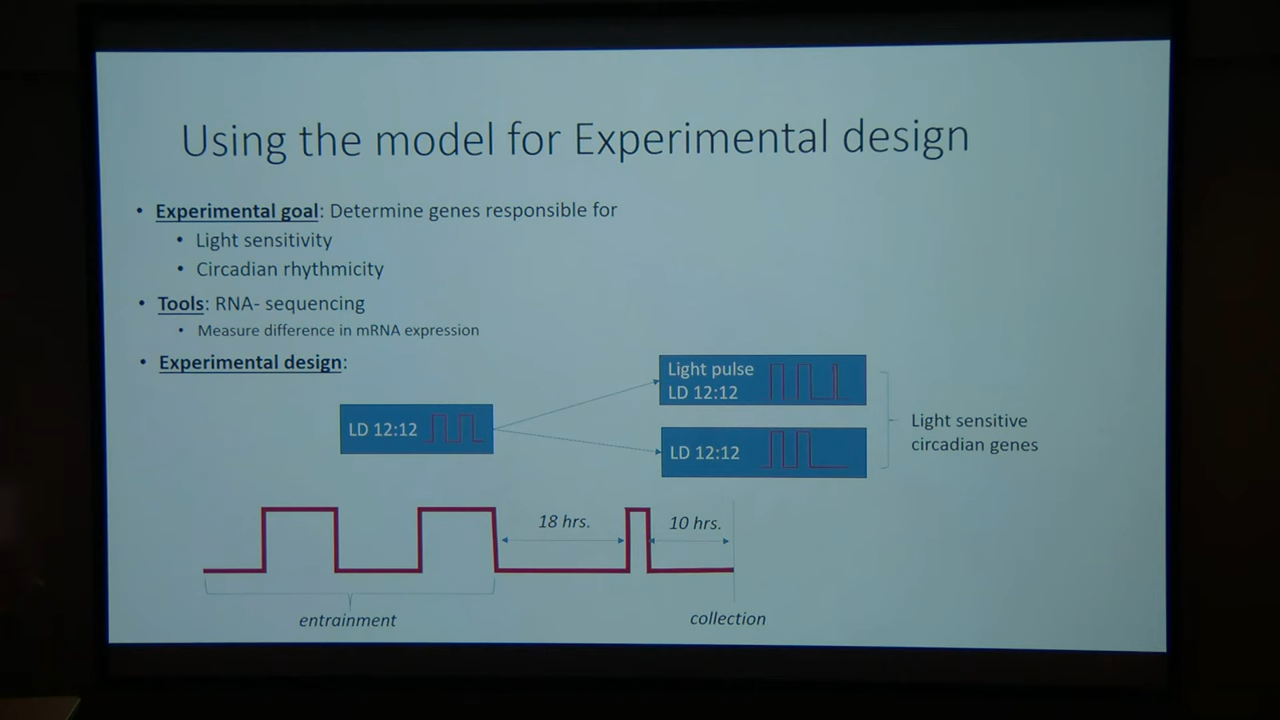 Using the model for Experimental design
• Experimental goal: Determine genes responsible for
• Light sensitivity
• Circadian rhythmicity
• Tools: RNA- sequencing
• Measure difference in mRNA expression
• Experimental design:
Light pulse
LD 12:12
LD 12:12
LD 12:12
Light sensitive
circadian genes
18 hrs.
10 hrs.
entrainment
collection